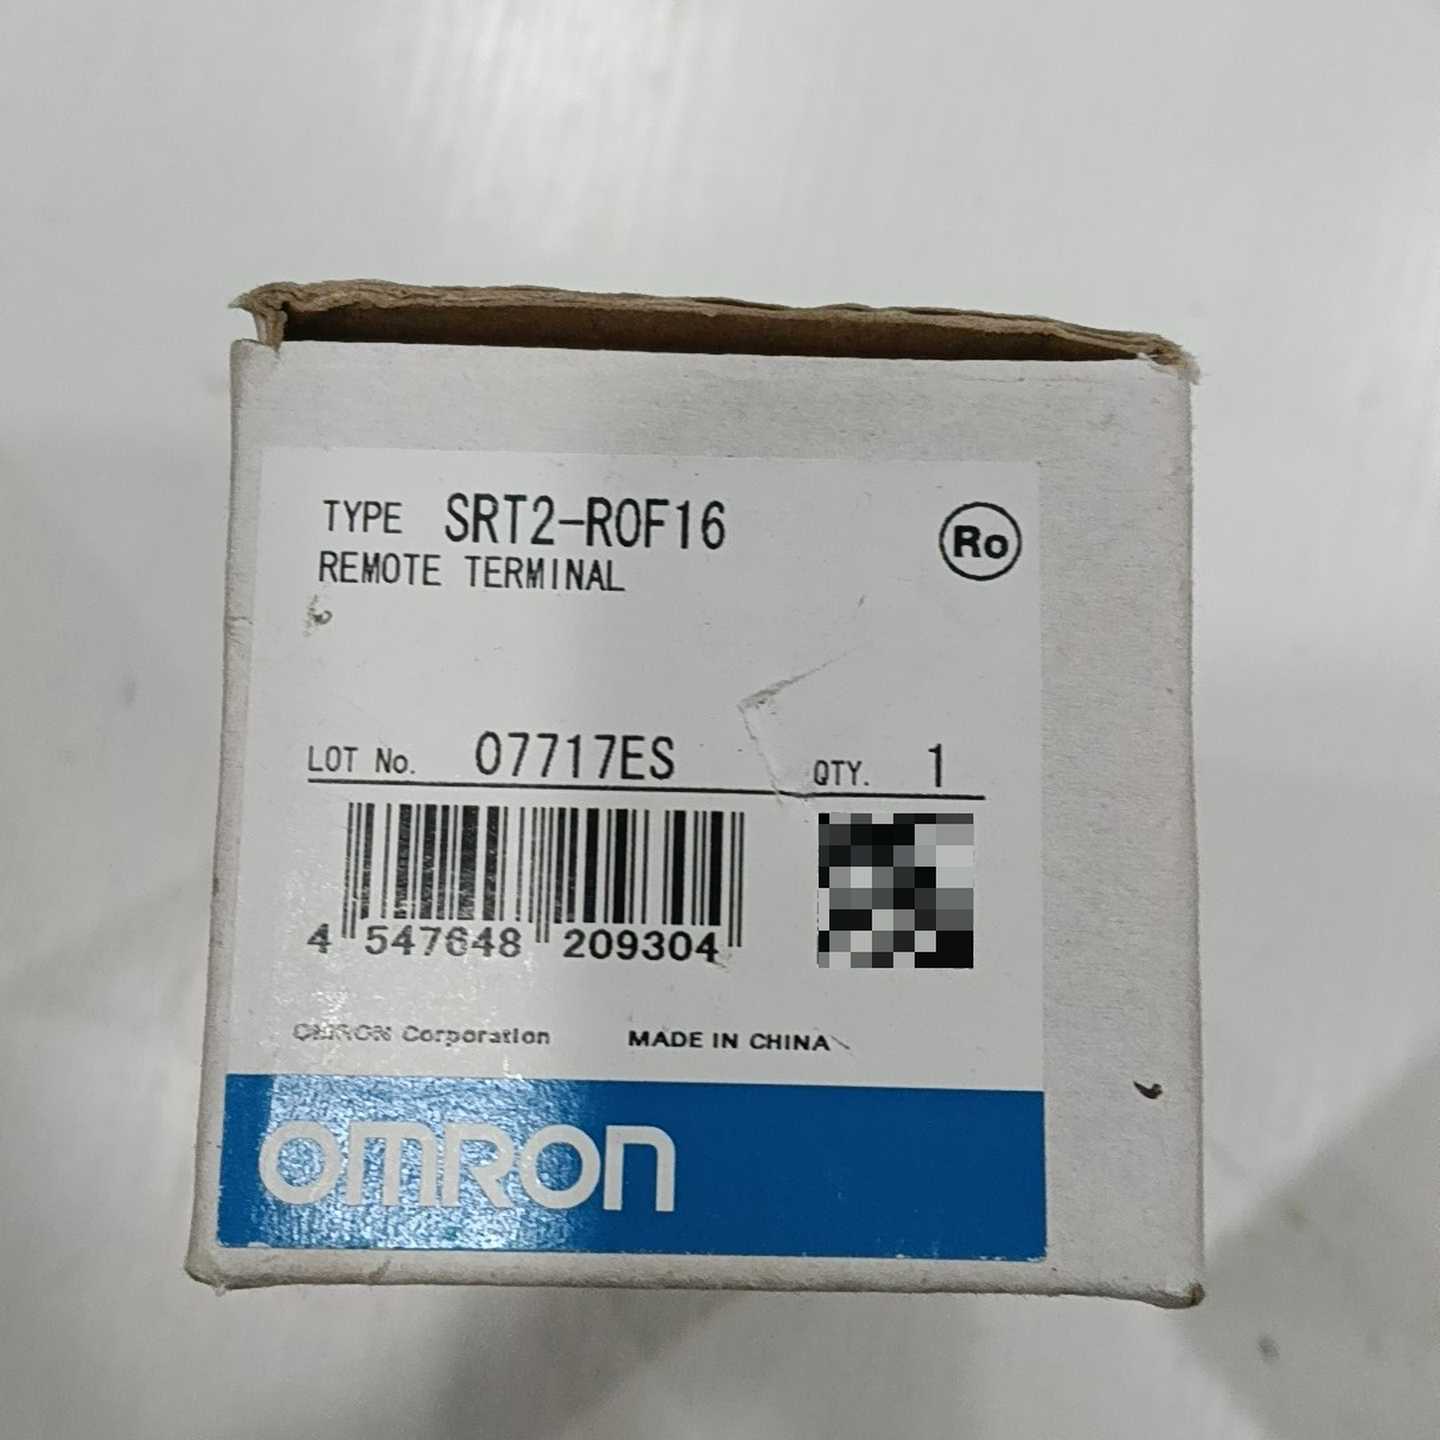 TYPE SRT2-ROF16
REMOTE TERMINAL
Ro
LOT No. 07717ES QTY. 1
4 547648 209304
OMRON Corporation MADE IN CHINA
OMRON